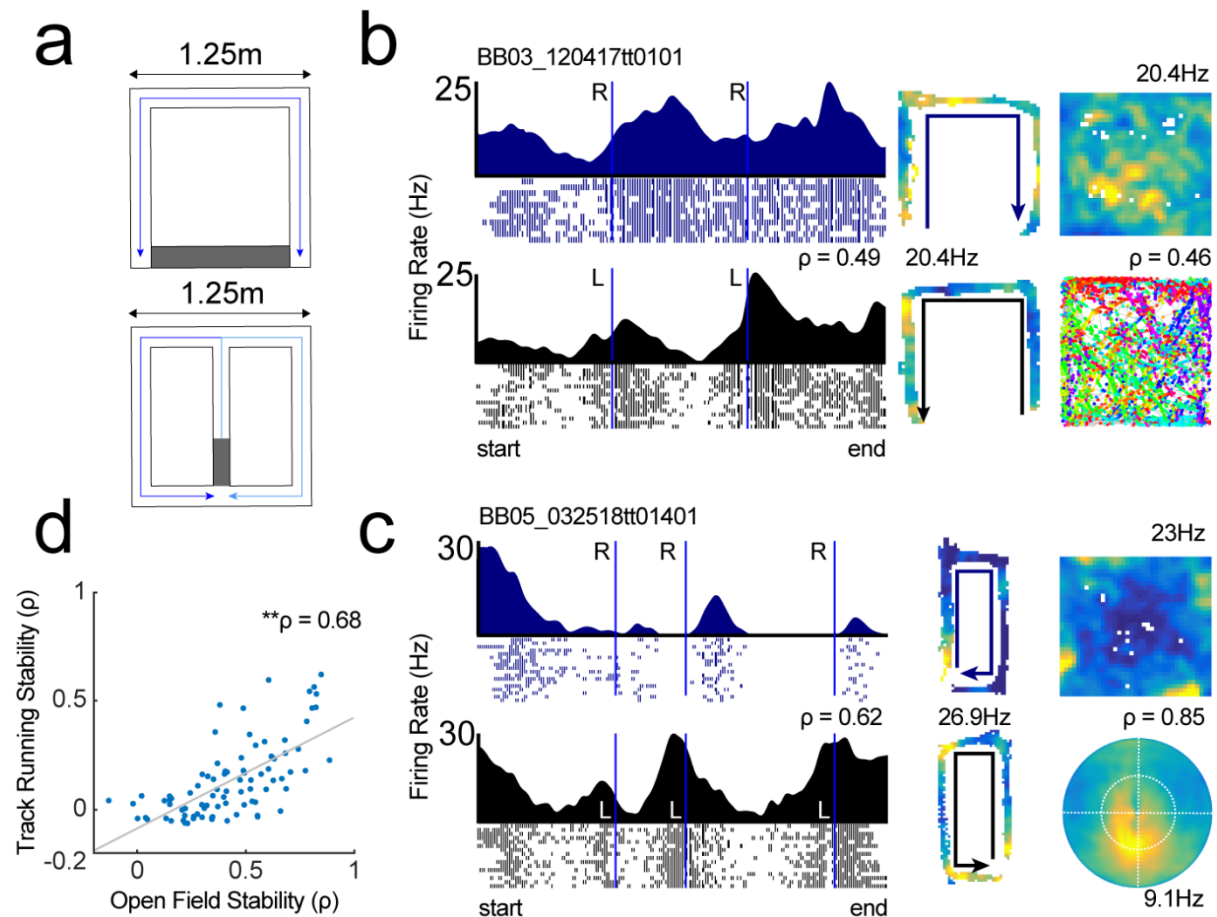 a
1.25m
1.25m
b
BB03_120417tt0101
25
R
R
20.4Hz
Firing Rate (Hz)
25
L
L
ρ = 0.49
20.4Hz
ρ = 0.46
start
end
c
BB05_032518tt01401
30
R
R
R
23Hz
Firing Rate (Hz)
30
L
L
L
ρ = 0.62
26.9Hz
ρ = 0.85
9.1Hz
start
end
d
1
**ρ = 0.68
0.5
0
-0.2
Track Running Stability (ρ)
0
0.5
1
Open Field Stability (ρ)